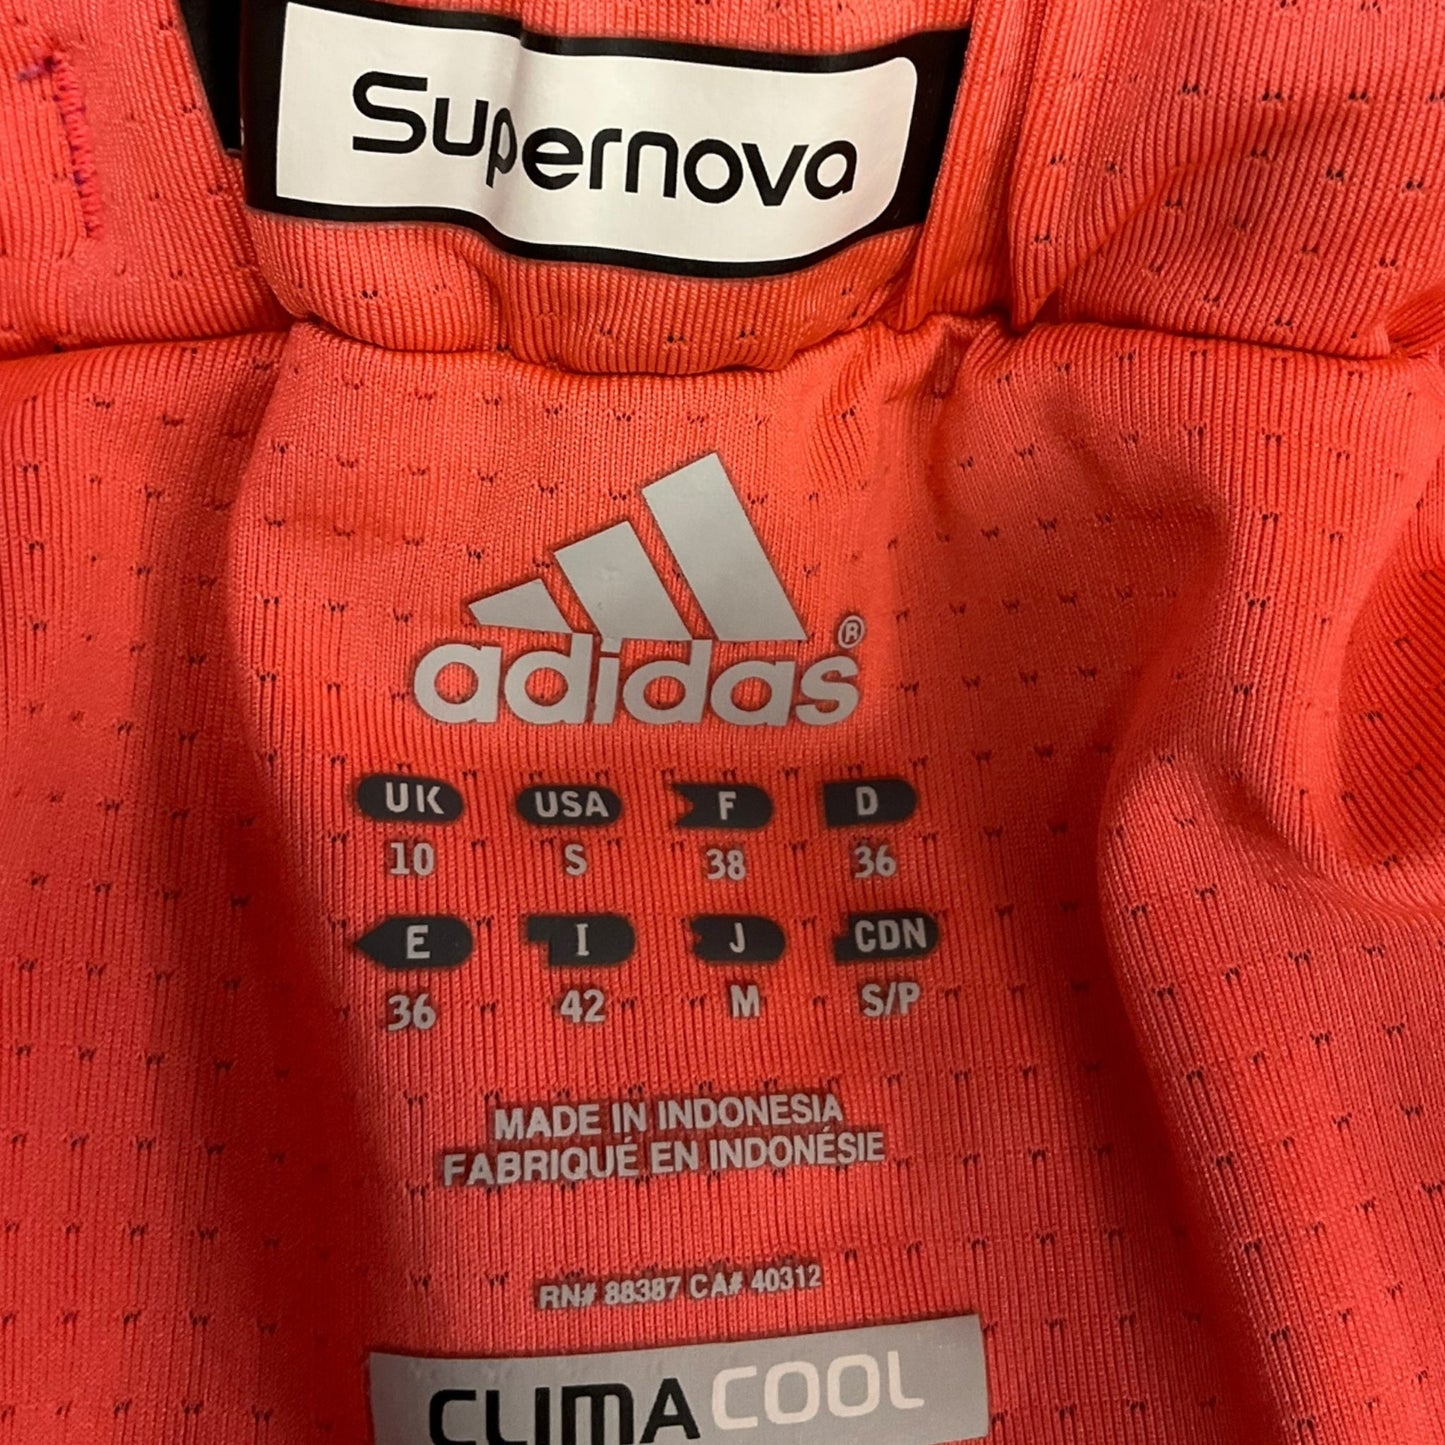 Supernova
adidas®
UK USA F D
10 S 38 36
E I J CDN
36 42 M S/P
MADE IN INDONESIA
FABRIQUÉ EN INDONÉSIE
RN# 88387 CA# 40312
CLIMACOOL